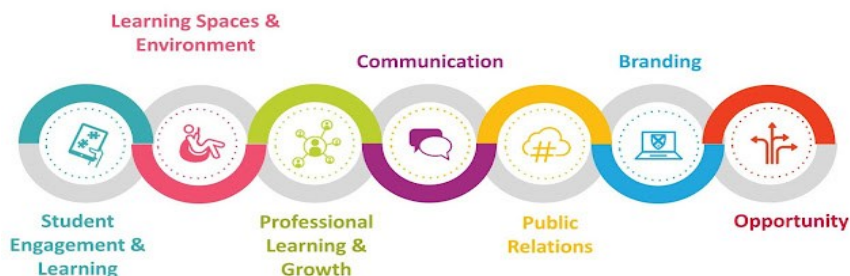 Learning Spaces &
Environment
Communication
Branding
#
Student
Engagement &
Learning
Professional
Learning &
Growth
Public
Relations
Opportunity